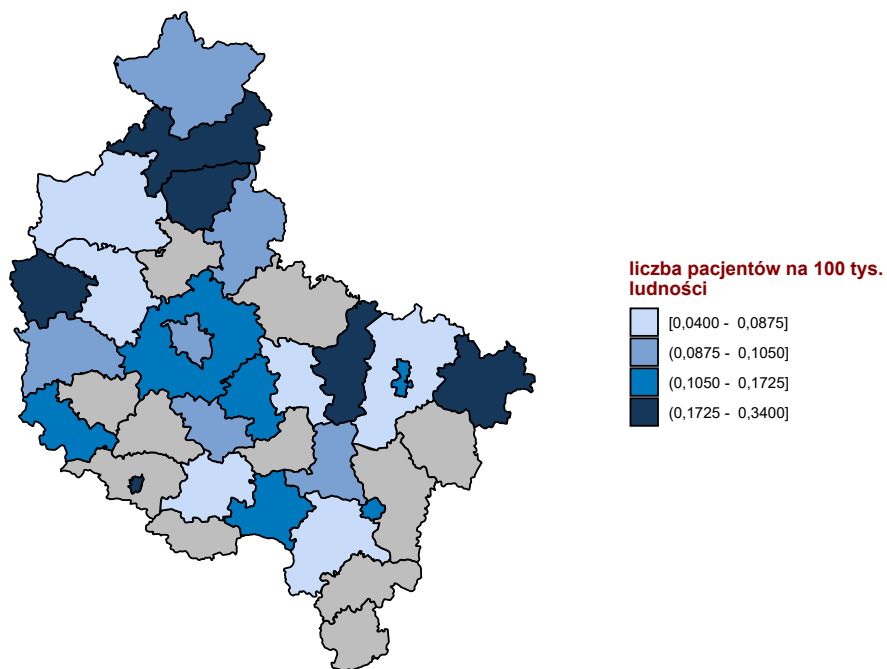 liczba pacjentów na 100 tys.
ludności
[0,0400 - 0,0875]
(0,0875 - 0,1050]
(0,1050 - 0,1725]
(0,1725 - 0,3400]